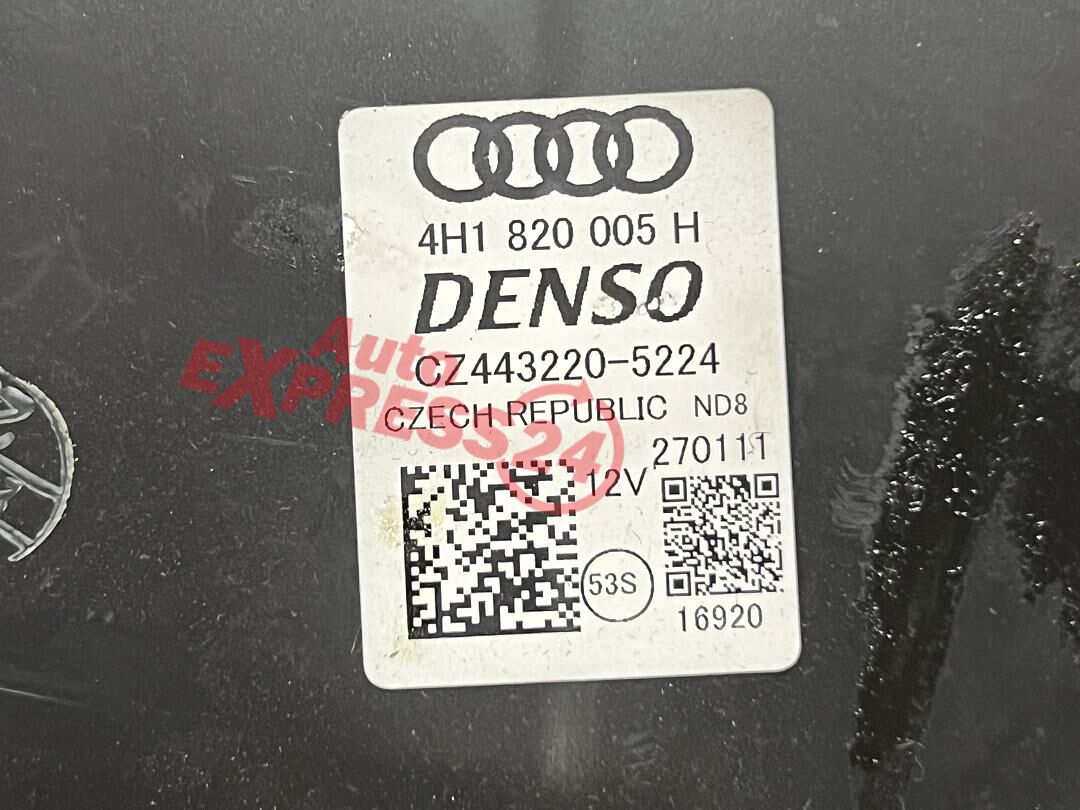 4H1 820 005 H
DENSO
CZ443220-5224
CZECH REPUBLIC ND8
270111
12V
53S
16920
Auto
EXPRESS24